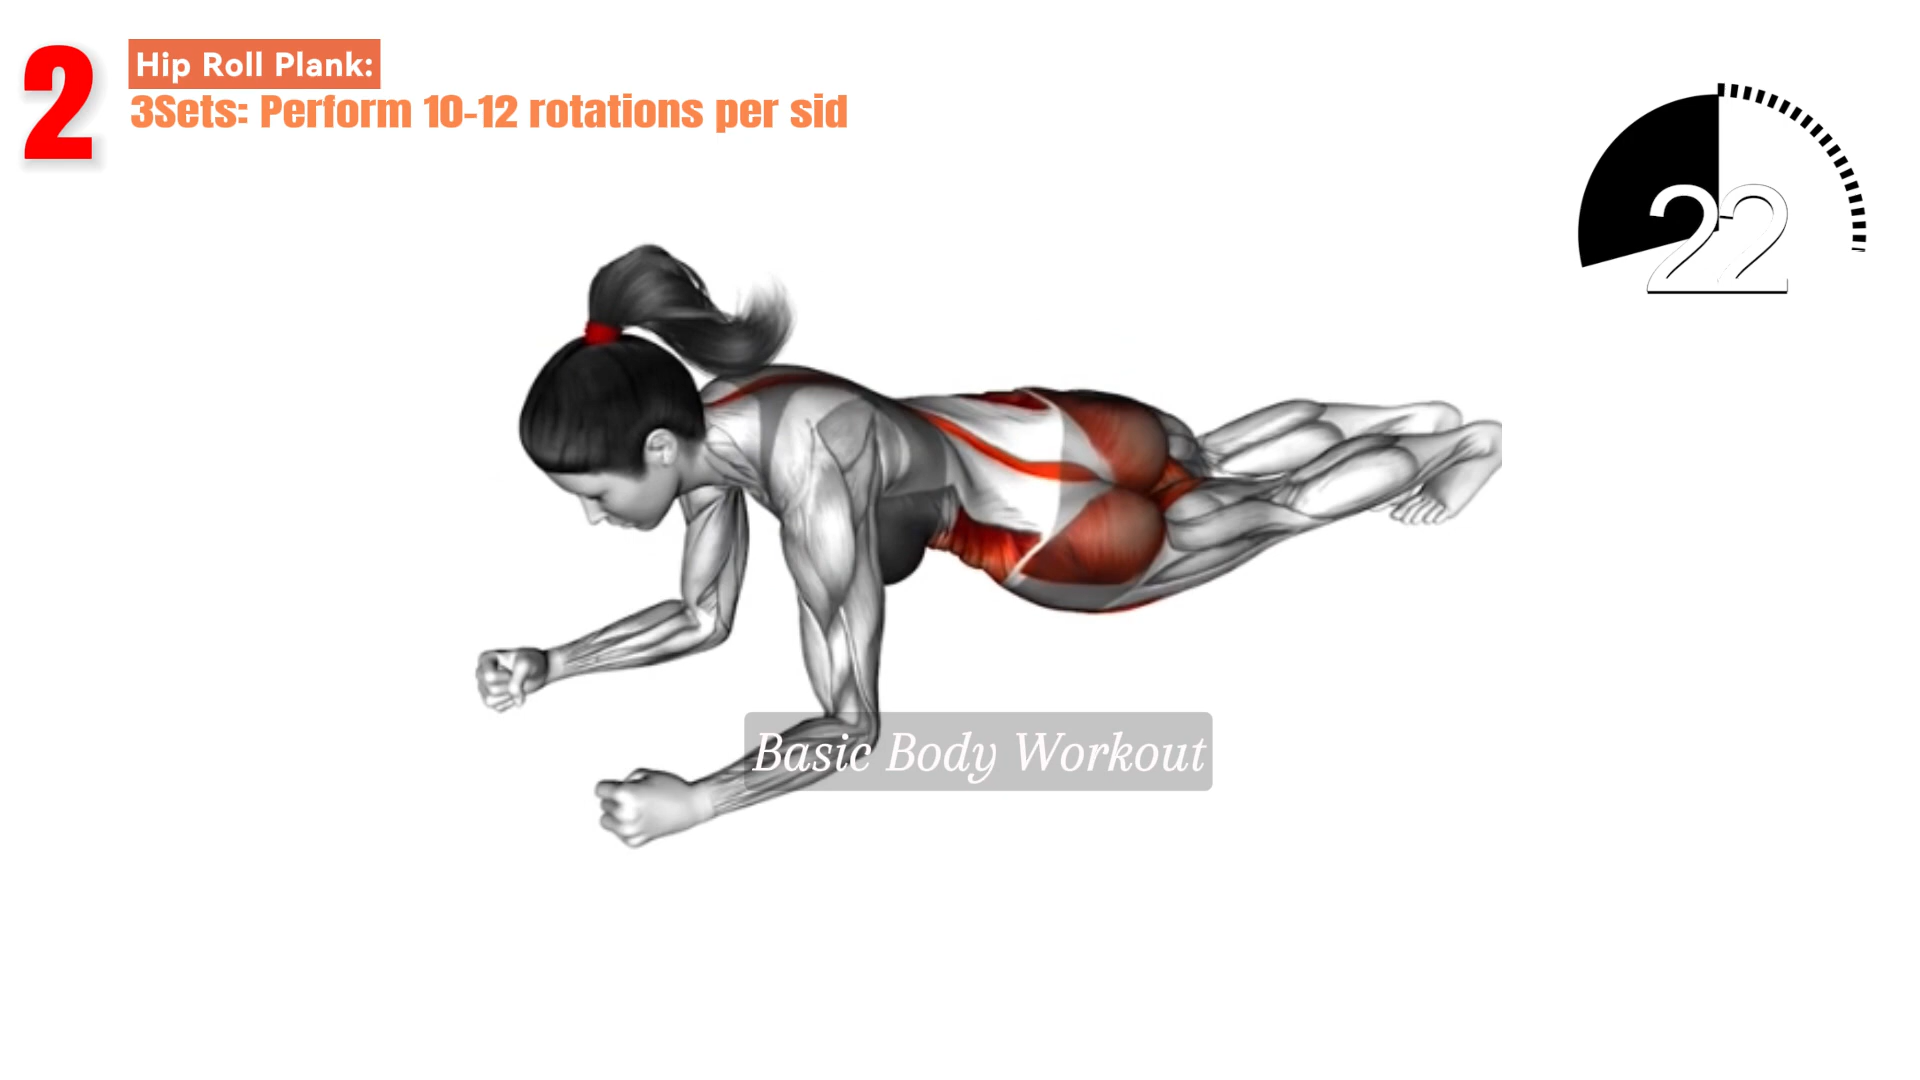 2
Hip Roll Plank:
3Sets: Perform 10-12 rotations per sid
22
Basic Body Workout